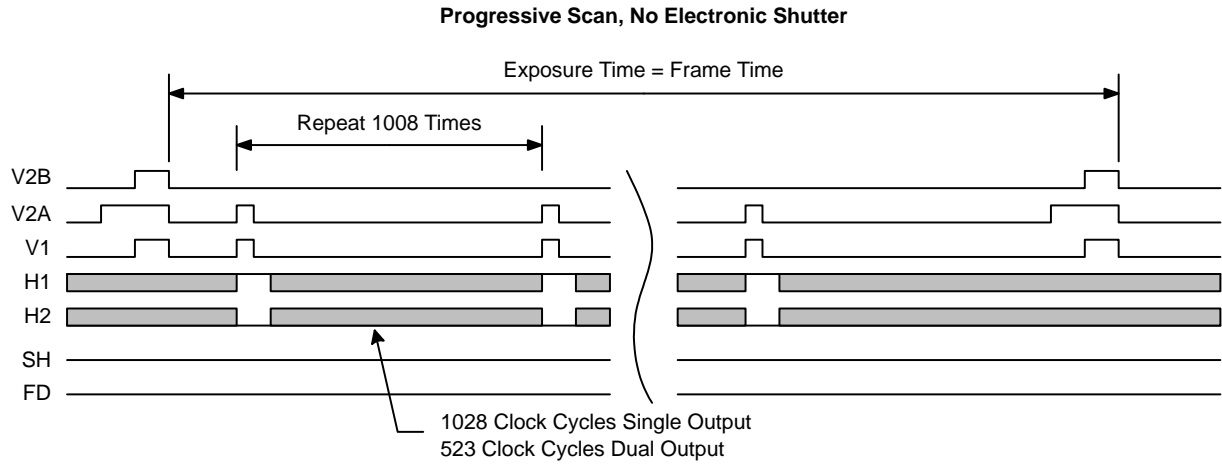 Progressive Scan, No Electronic Shutter
Exposure Time = Frame Time
Repeat 1008 Times
V2B
V2A
V1
H1
H2
SH
FD
1028 Clock Cycles Single Output
523 Clock Cycles Dual Output